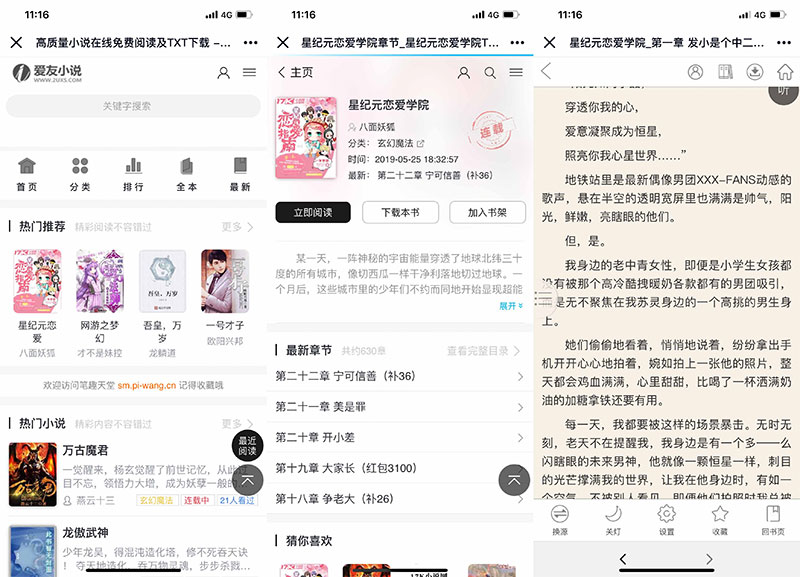 11:16
4G
高质量小说在线免费阅读及TXT下载 –...
爱友小说
WWW.2UXS.COM
关键字搜索
首页
分类
排行
全本
最新
热门推荐
精彩阅读不容错过
更多
星纪元恋爱
八面妖狐
网游之梦幻
才不是妹控
吾皇，万岁
龙麟道
一号才子
欧阳兴邦
欢迎访问笔趣天堂 sm.pi-wang.cn 记得收藏哦
热门小说
精彩内容不容错过
更多
最近阅读
万古魔君
一觉醒来，杨玄觉醒了前世记忆，从此过
目不忘，领悟力大增，成为妖孽一般的
燕云十三
玄幻魔法
连载中
21人看过
龙傲武神
少年龙昊，得混沌造化塔，修不死吞天诀
！ 夺天地造化，吞万物灵曼，步步杀戮...
11:16
4G
星纪元恋爱学院章节_星纪元恋爱学院T...
主页
星纪元恋爱学院
八面妖狐
分类：玄幻魔法
时间：2019-05-25 18:32:57
最新：第二十二章 宁可信善（补36）
连载
立即阅读
下载本书
加入书架
某一天，一阵神秘的宇宙能量穿透了地球北纬三十
度的所有城市，像切西瓜一样干净利落地切过地球。一
个月后，这些城市里的少年们不约而同地开始显现超能
展开
最新章节
共约630章
查看完整目录
第二十二章 宁可信善（补36）
第二十一章 美是罪
第二十章 开小差
第十九章 大家长（红包3100）
第十八章 争老大（补26）
猜你喜欢
11:16
4G
星纪元恋爱学院_第一章 发小是个中二...
听
穿透你我的心，
爱意凝聚成为恒星，
照亮你我心星世界……”
地铁站里是最新偶像男团XXX-FANS动感的
歌声，悬在半空的透明宽屏里也满满是帅气，阳
光，鲜嫩，亮瞎眼的他们。
但，是。
我身边的老中青女性，即便是小学生女孩都
没有被那个高冷酷拽暖奶各款都有的男团吸引，
而是无不聚焦在我苏灵身边的一个高挑的男生身
上。
她们偷偷地看着，悄悄地说着，纷纷拿出手
机开开心心地拍着，婉如拍上一张他的照片，整
天都会鸡血满满，心里甜甜，比喝了一杯洒满奶
油的加糖拿铁还要有用。
每一天，我都要被这样的场景暴击。无时无
刻，老天不在提醒我，我身边是有一个多一一么
闪瞎眼的未来男神，他就像一颗恒星一样，刺目
的光芒撑满我的世界，让我在他身边时，有如一
个空气，不被别人看见，即便他们拍照时我总被
换源
关灯
设置
收藏
回书页